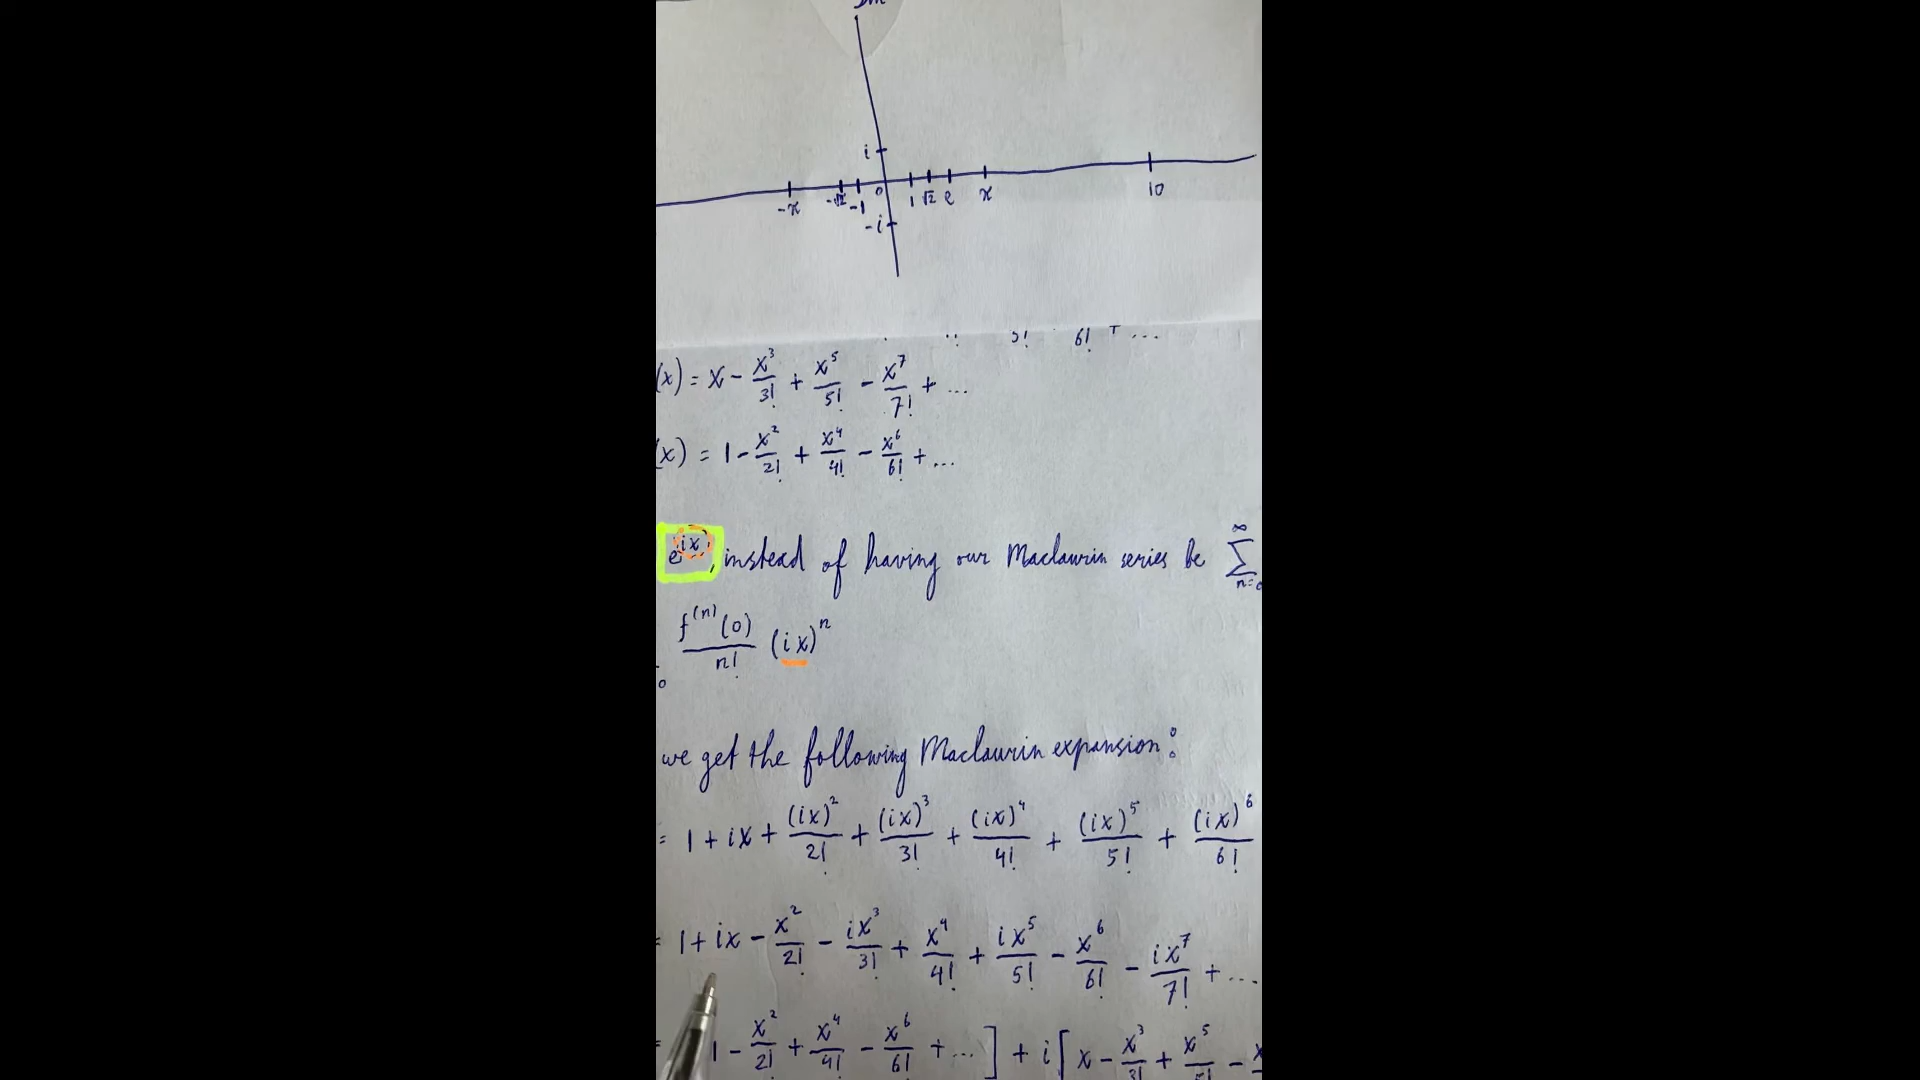 Im
i
-π -√2 -1 0 1 √2 e π 10
-i
5! 6! + ...
(x) = x - x³/3! + x⁵/5! - x⁷/7! + ...
(x) = 1 - x²/2! + x⁴/4! - x⁶/6! + ...
e^(ix), instead of having our Maclaurin series be ∞ Σ n=0
f⁽ⁿ⁾(0)/n! (ix)ⁿ
0
we get the following Maclaurin expansion:
= 1 + ix + (ix)²/2! + (ix)³/3! + (ix)⁴/4! + (ix)⁵/5! + (ix)⁶/6!
= 1 + ix - x²/2! - ix³/3! + x⁴/4! + ix⁵/5! - x⁶/6! - ix⁷/7! + ...
= 1 - x²/2! + x⁴/4! - x⁶/6! + ... ] + i[ x - x³/3! + x⁵/5! - x